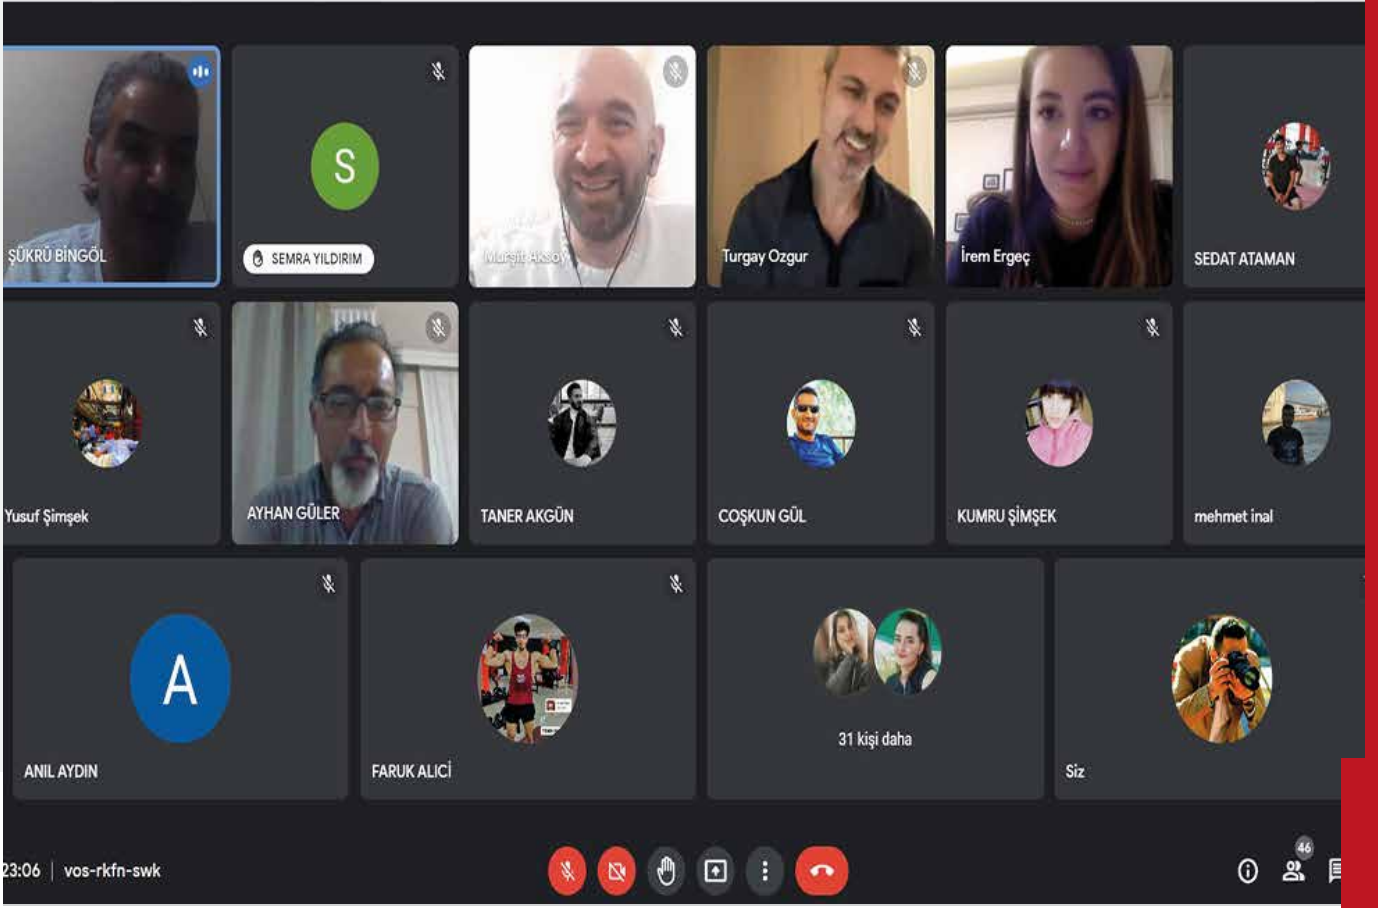 ŞÜKRÜ BİNGÖL
S
SEMRA YILDIRIM
Mürşit Aksoy
Turgay Ozgur
İrem Ergeç
SEDAT ATAMAN
Yusuf Şimşek
AYHAN GÜLER
TANER AKGÜN
COŞKUN GÜL
KUMRU ŞİMŞEK
mehmet inal
A
ANIL AYDIN
FARUK ALICİ
31 kişi daha
Siz
23:06 | vos-rkfn-swk
46